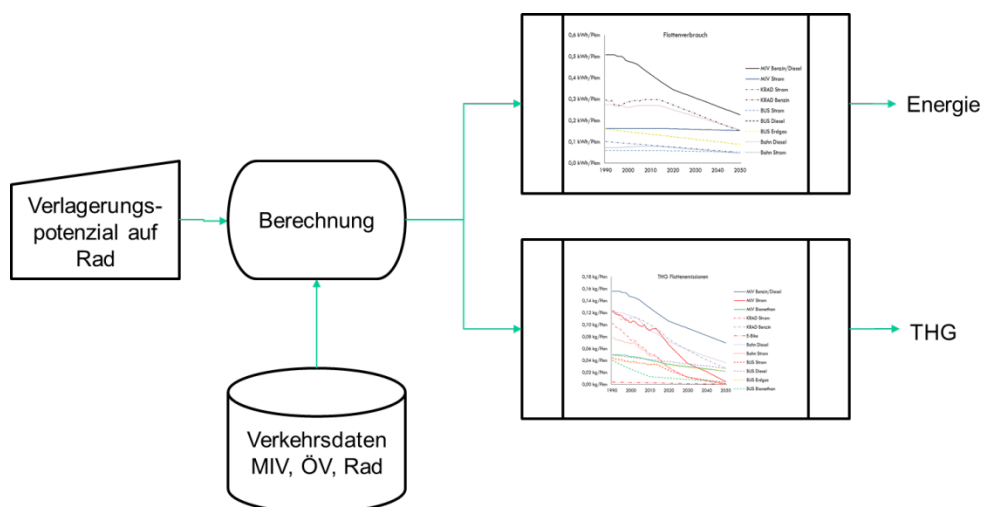 Verlagerungs-
potenzial auf
Rad
Berechnung
Verkehrsdaten
MIV, ÖV, Rad
Flottenverbrauch
0,6 kWh/Pkm
0,5 kWh/Pkm
0,4 kWh/Pkm
0,3 kWh/Pkm
0,2 kWh/Pkm
0,1 kWh/Pkm
0,0 kWh/Pkm
1990 2000 2010 2020 2030 2040 2050
MIV Benzin/Diesel
MIV Strom
KRAD Strom
KRAD Benzin
BUS Strom
BUS Diesel
BUS Erdgas
Bahn Diesel
Bahn Strom
Energie
THG Flottenemissionen
0,18 kg/Pkm
0,16 kg/Pkm
0,14 kg/Pkm
0,12 kg/Pkm
0,10 kg/Pkm
0,08 kg/Pkm
0,06 kg/Pkm
0,04 kg/Pkm
0,02 kg/Pkm
0,00 kg/Pkm
1990 2000 2010 2020 2030 2040 2050
MIV Benzin/Diesel
MIV Strom
MIV Biomethan
KRAD Strom
KRAD Benzin
E-Bike
Bahn Diesel
Bahn Strom
BUS Strom
BUS Diesel
BUS Erdgas
BUS Biomethan
THG